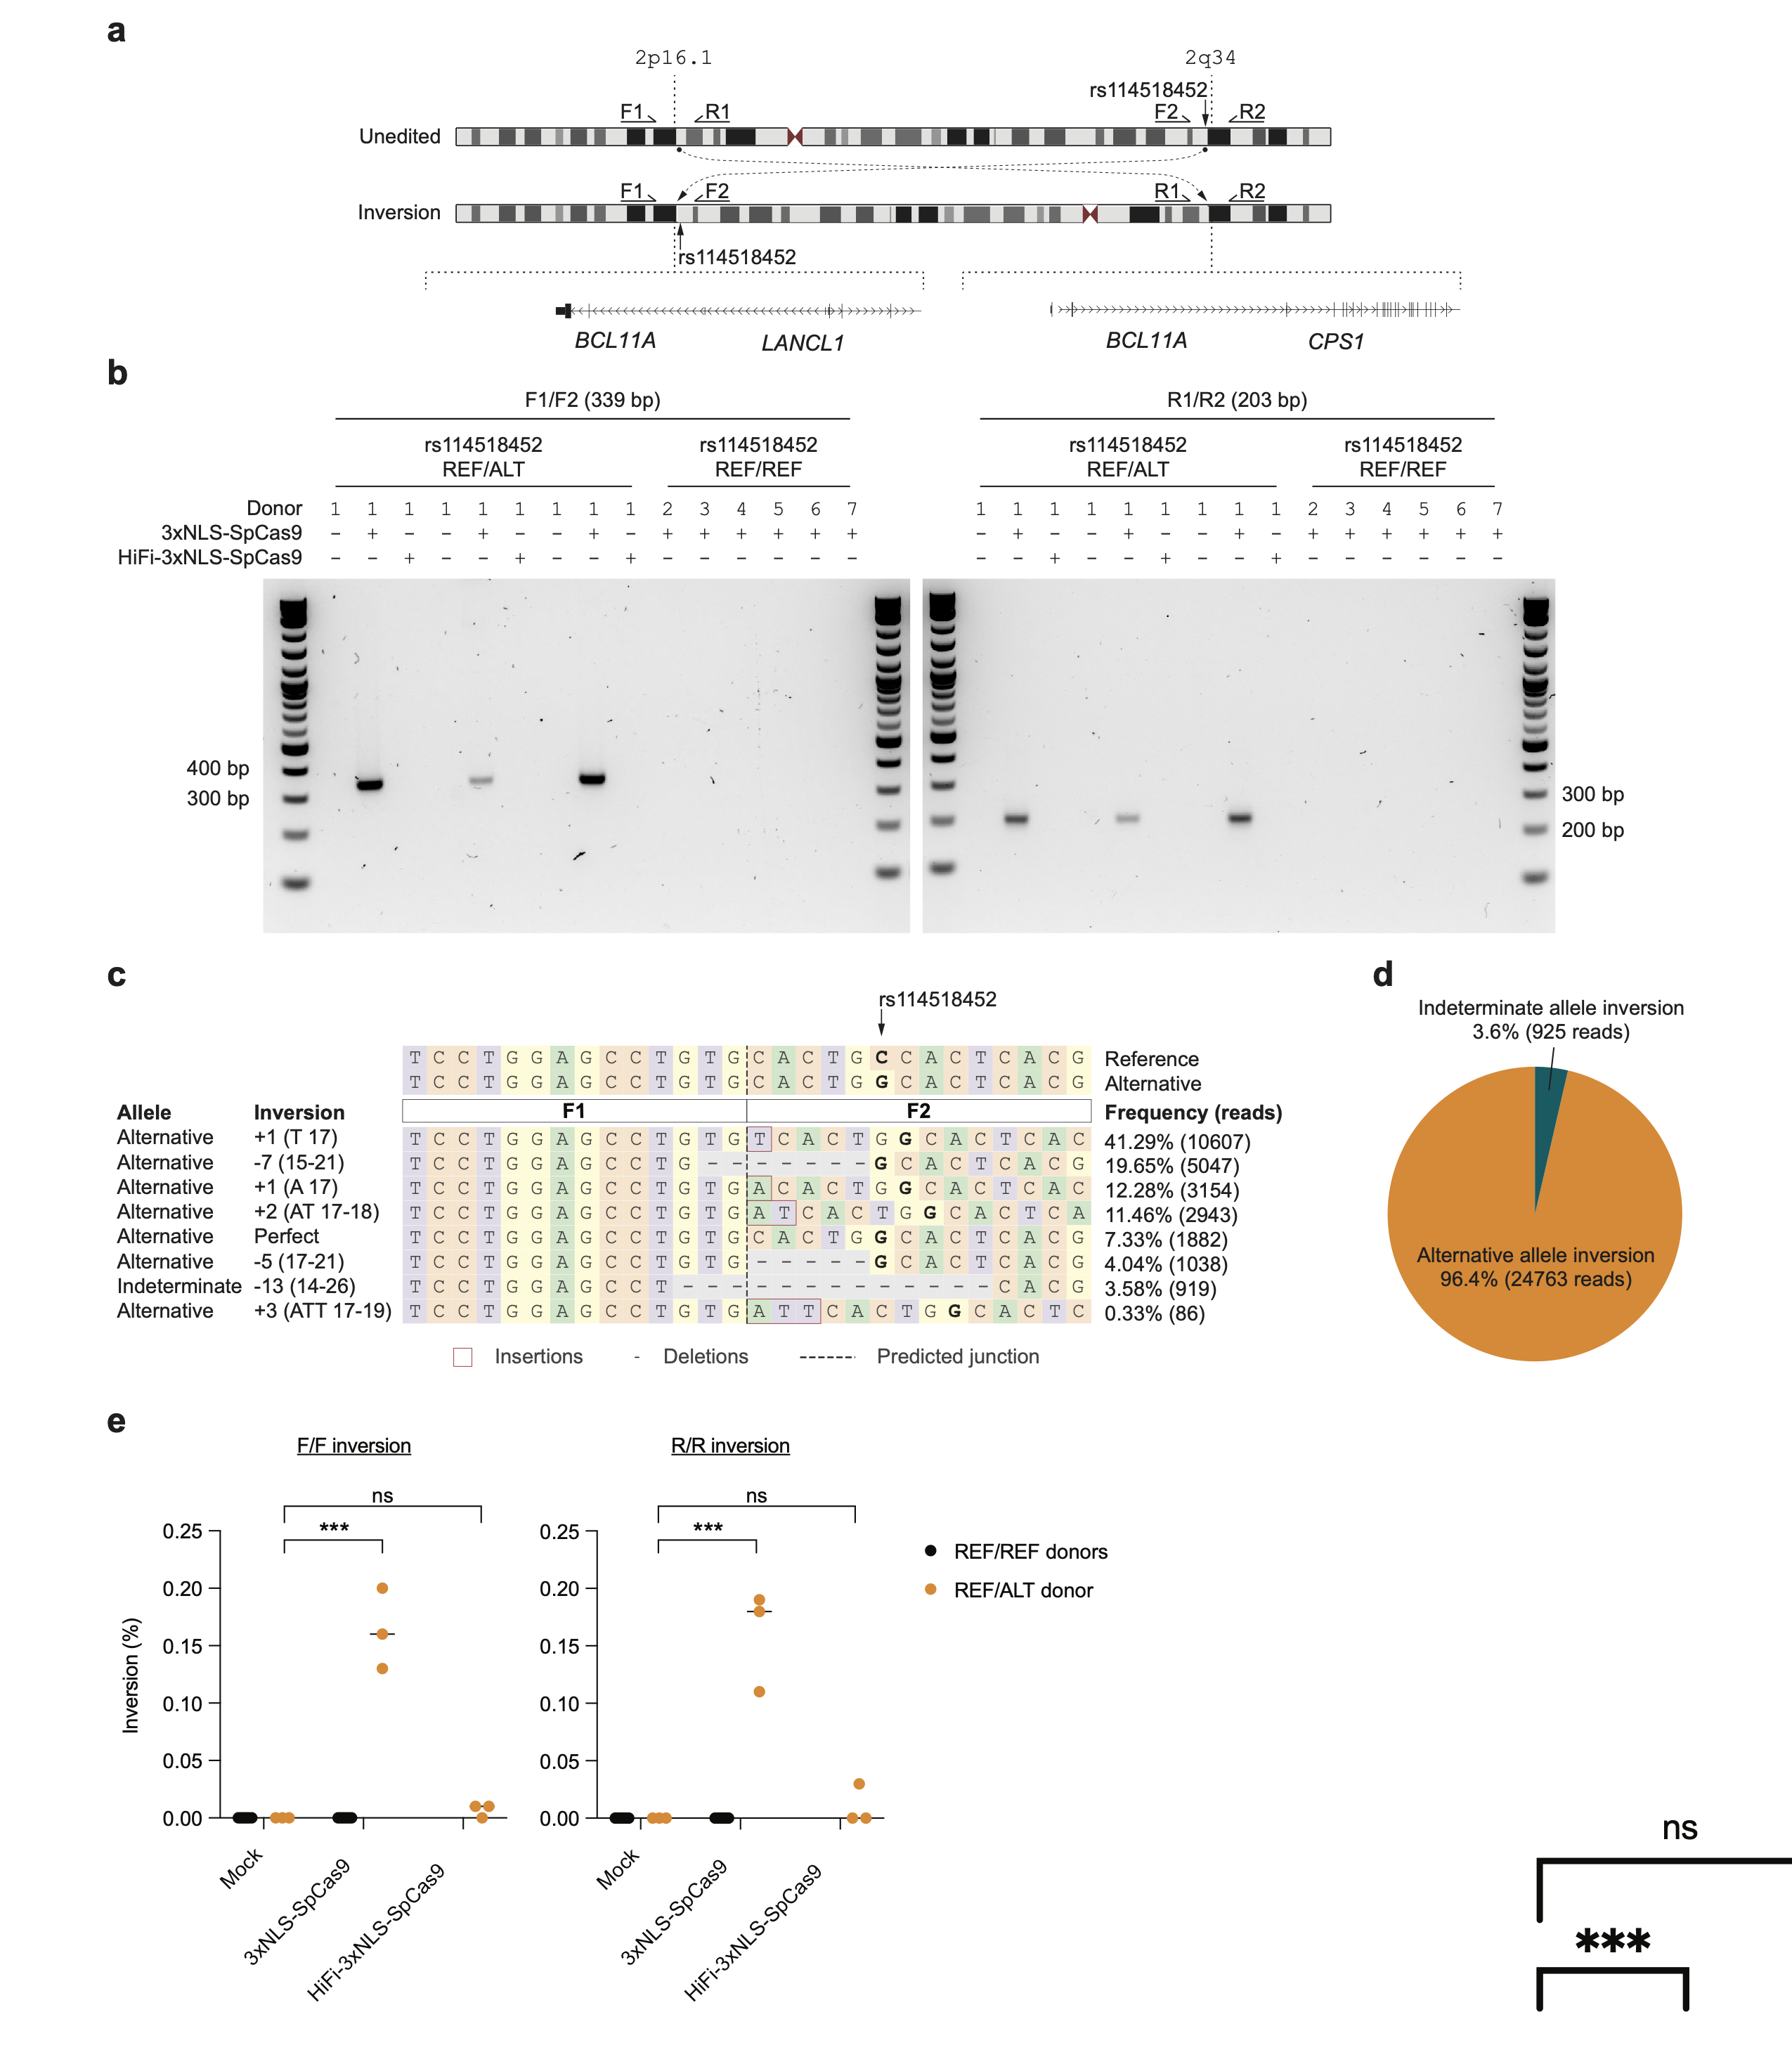 a
2p16.1 2q34
rs114518452
F1 R1 F2 R2
Unedited
F1 F2 R1 R2
Inversion
rs114518452
BCL11A LANCL1 BCL11A CPS1
b
F1/F2 (339 bp) R1/R2 (203 bp)
rs114518452 rs114518452 rs114518452 rs114518452
REF/ALT REF/REF REF/ALT REF/REF
Donor 1 1 1 1 1 1 1 1 1 2 3 4 5 6 7 1 1 1 1 1 1 1 1 1 2 3 4 5 6 7
3xNLS-SpCas9 - + - - + - - + - + + + + + + - + - - + - - + - + + + + + +
HiFi-3xNLS-SpCas9 - - + - - + - - + - - - - - - - - + - - + - - + - - - - - -
400 bp
300 bp
300 bp
200 bp
c
rs114518452
T C C T G G A G C C T G T G C A C T G C C A C T C A C G Reference
T C C T G G A G C C T G T G C A C T G G C A C T C A C G Alternative
Allele Inversion F1 F2 Frequency (reads)
Alternative +1 (T 17) T C C T G G A G C C T G T G T C A C T G G C A C T C A C 41.29% (10607)
Alternative -7 (15-21) T C C T G G A G C C T G - - - - - - - G C A C T C A C G 19.65% (5047)
Alternative +1 (A 17) T C C T G G A G C C T G T G A C A C T G G C A C T C A C 12.28% (3154)
Alternative +2 (AT 17-18) T C C T G G A G C C T G T G A T C A C T G G C A C T C A 11.46% (2943)
Alternative Perfect T C C T G G A G C C T G T G C A C T G G C A C T C A C G 7.33% (1882)
Alternative -5 (17-21) T C C T G G A G C C T G T G - - - - - G C A C T C A C G 4.04% (1038)
Indeterminate -13 (14-26) T C C T G G A G C C T - - - - - - - - - - - - - C A C G 3.58% (919)
Alternative +3 (ATT 17-19) T C C T G G A G C C T G T G A T T C A C T G G C A C T C 0.33% (86)
Insertions - Deletions Predicted junction
d
Indeterminate allele inversion
3.6% (925 reads)
Alternative allele inversion
96.4% (24763 reads)
e
F/F inversion R/R inversion
ns ns
*** ***
0.25 0.25
0.20 0.20
0.15 0.15
0.10 0.10
0.05 0.05
0.00 0.00
Inversion (%)
REF/REF donors
REF/ALT donor
Mock 3xNLS-SpCas9 HiFi-3xNLS-SpCas9 Mock 3xNLS-SpCas9 HiFi-3xNLS-SpCas9
ns
***